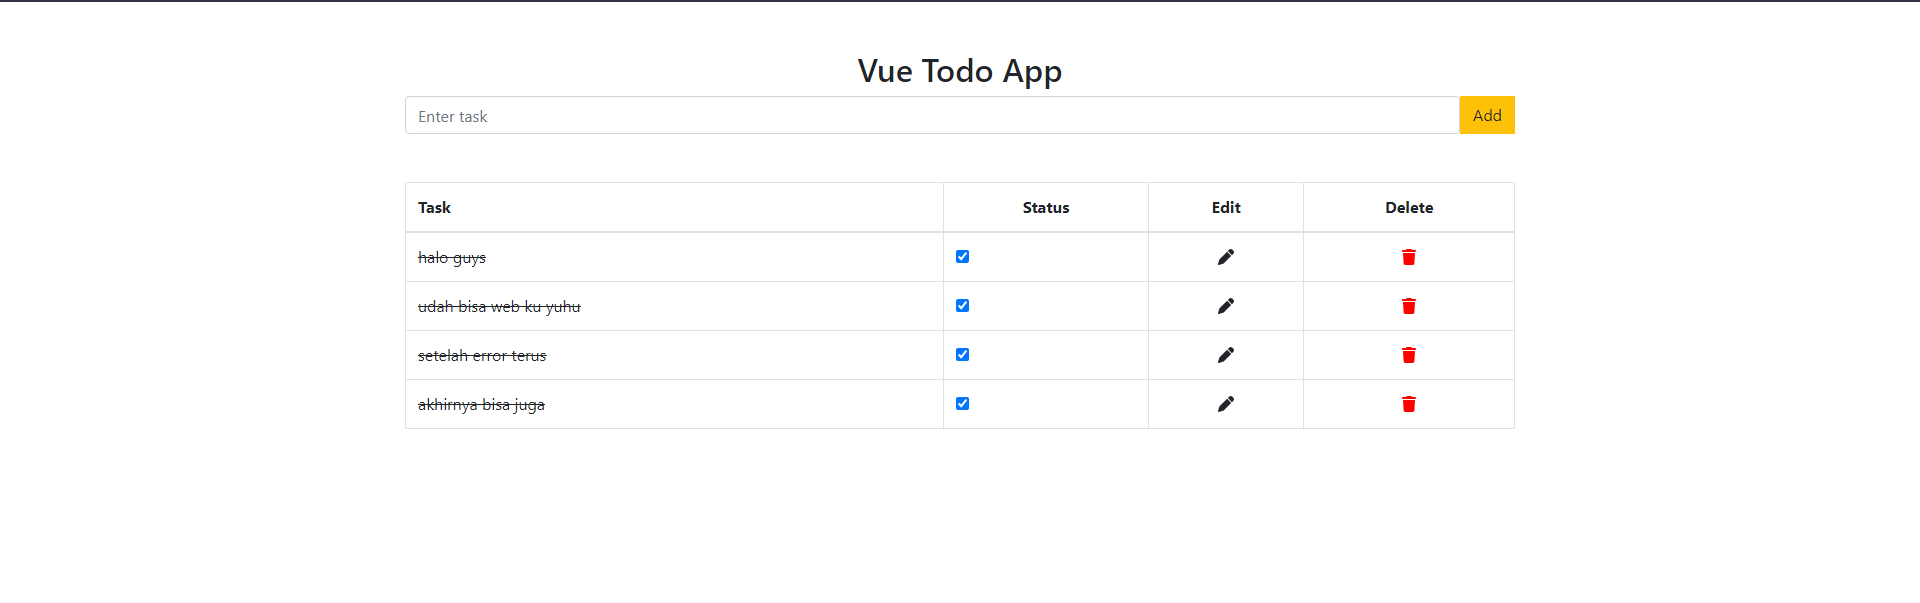 Vue Todo App
Enter task Add
Task Status Edit Delete
halo guys
udah bisa web ku yuhu
setelah error terus
akhirnya bisa juga